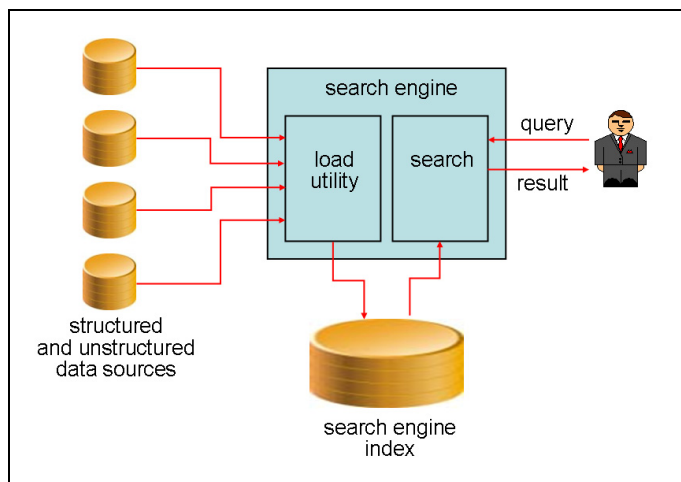 search engine
load
utility
search
query
result
structured
and unstructured
data sources
search engine
index